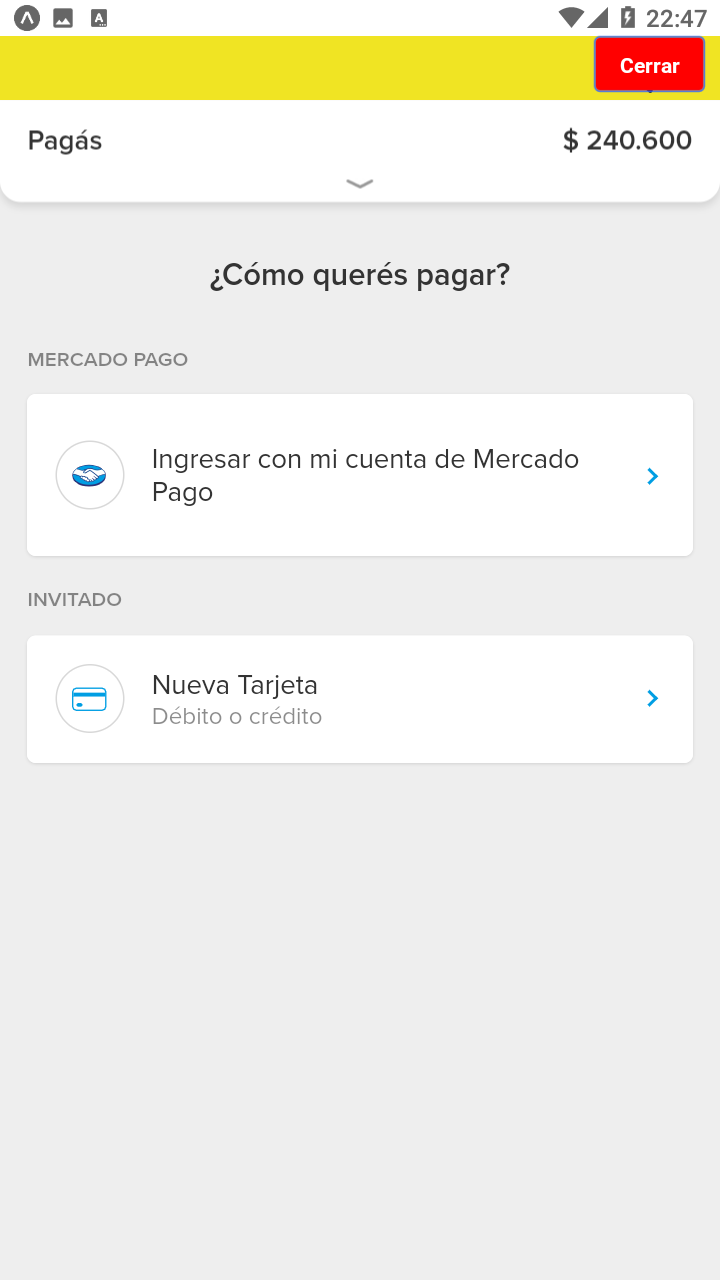 22:47
Cerrar
Pagás $ 240.600
¿Cómo querés pagar?
MERCADO PAGO
Ingresar con mi cuenta de Mercado
Pago
INVITADO
Nueva Tarjeta
Débito o crédito